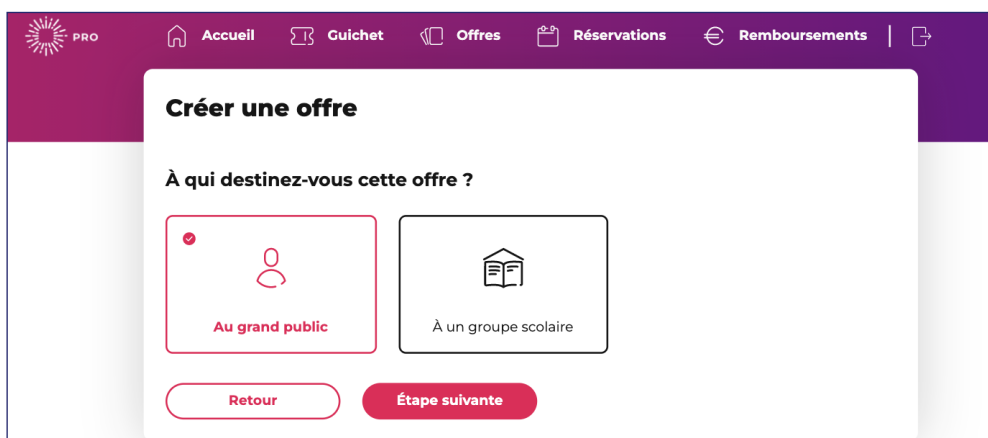 PRO Accueil Guichet Offres Réservations Remboursements
Créer une offre
À qui destinez-vous cette offre ?
Au grand public À un groupe scolaire
Retour Étape suivante